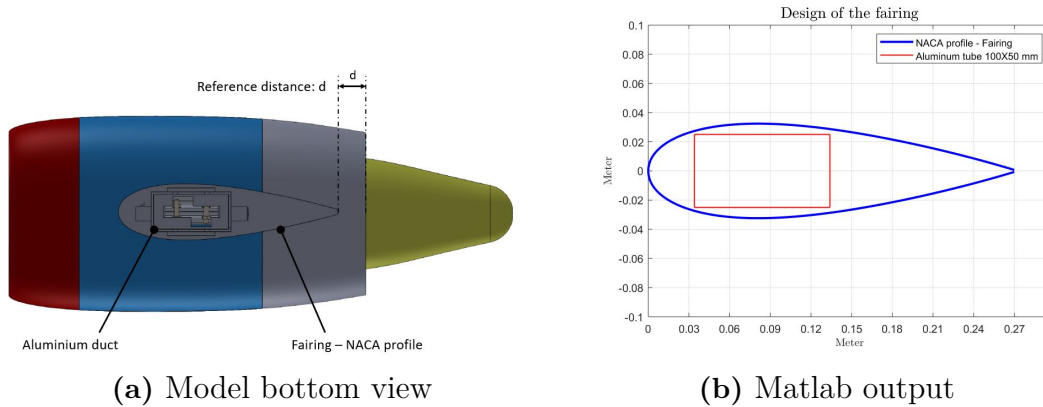 d
Reference distance: d
Aluminium duct
Fairing – NACA profile
(a) Model bottom view
Design of the fairing
0.1
0.08
0.06
0.04
0.02
0
-0.02
-0.04
-0.06
-0.08
-0.1
Meter
NACA profile - Fairing
Aluminum tube 100X50 mm
0 0.03 0.06 0.09 0.12 0.15 0.18 0.21 0.24 0.27
Meter
(b) Matlab output